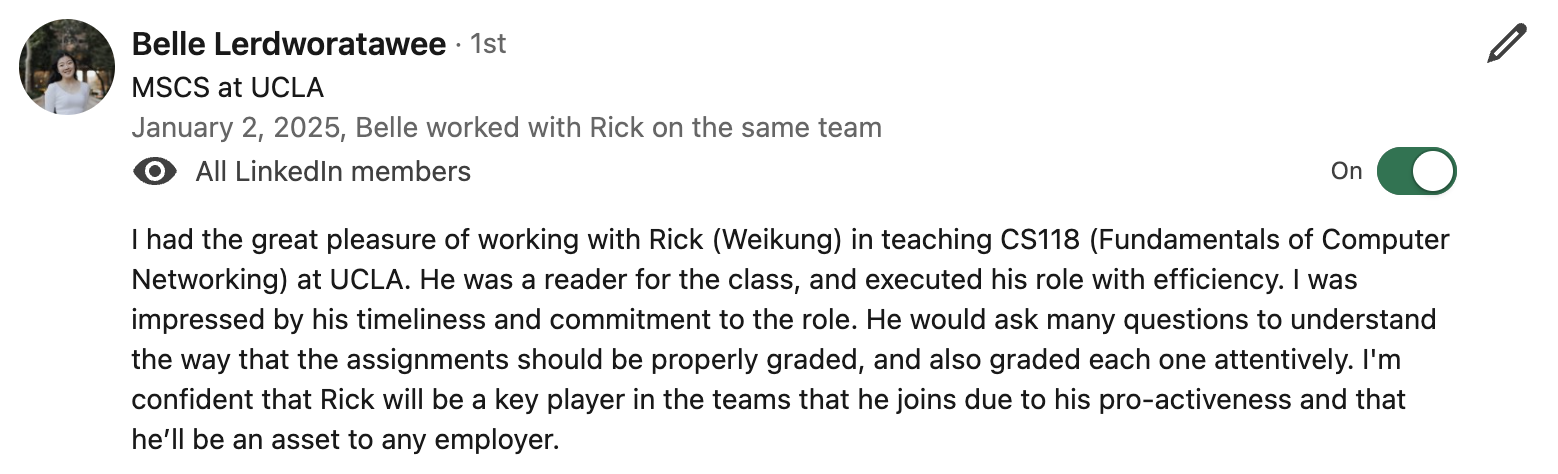 Belle Lerdworatawee · 1st
MSCS at UCLA
January 2, 2025, Belle worked with Rick on the same team
All LinkedIn members
On
I had the great pleasure of working with Rick (Weikung) in teaching CS118 (Fundamentals of Computer
Networking) at UCLA. He was a reader for the class, and executed his role with efficiency. I was
impressed by his timeliness and commitment to the role. He would ask many questions to understand
the way that the assignments should be properly graded, and also graded each one attentively. I'm
confident that Rick will be a key player in the teams that he joins due to his pro-activeness and that
he’ll be an asset to any employer.